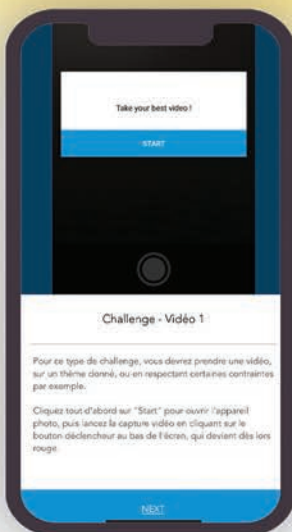 Take your best video !
START
Challenge - Vidéo 1
Pour ce type de challenge, vous devrez prendre une vidéo,
sur un thème donné, ou en respectant certaines contraintes
par exemple.
Cliquez tout d'abord sur "Start" pour ouvrir l'appareil
photo, puis lancez la capture vidéo en cliquant sur le
bouton déclencheur au bas de l'écran, qui devient dès lors
rouge.
NEXT